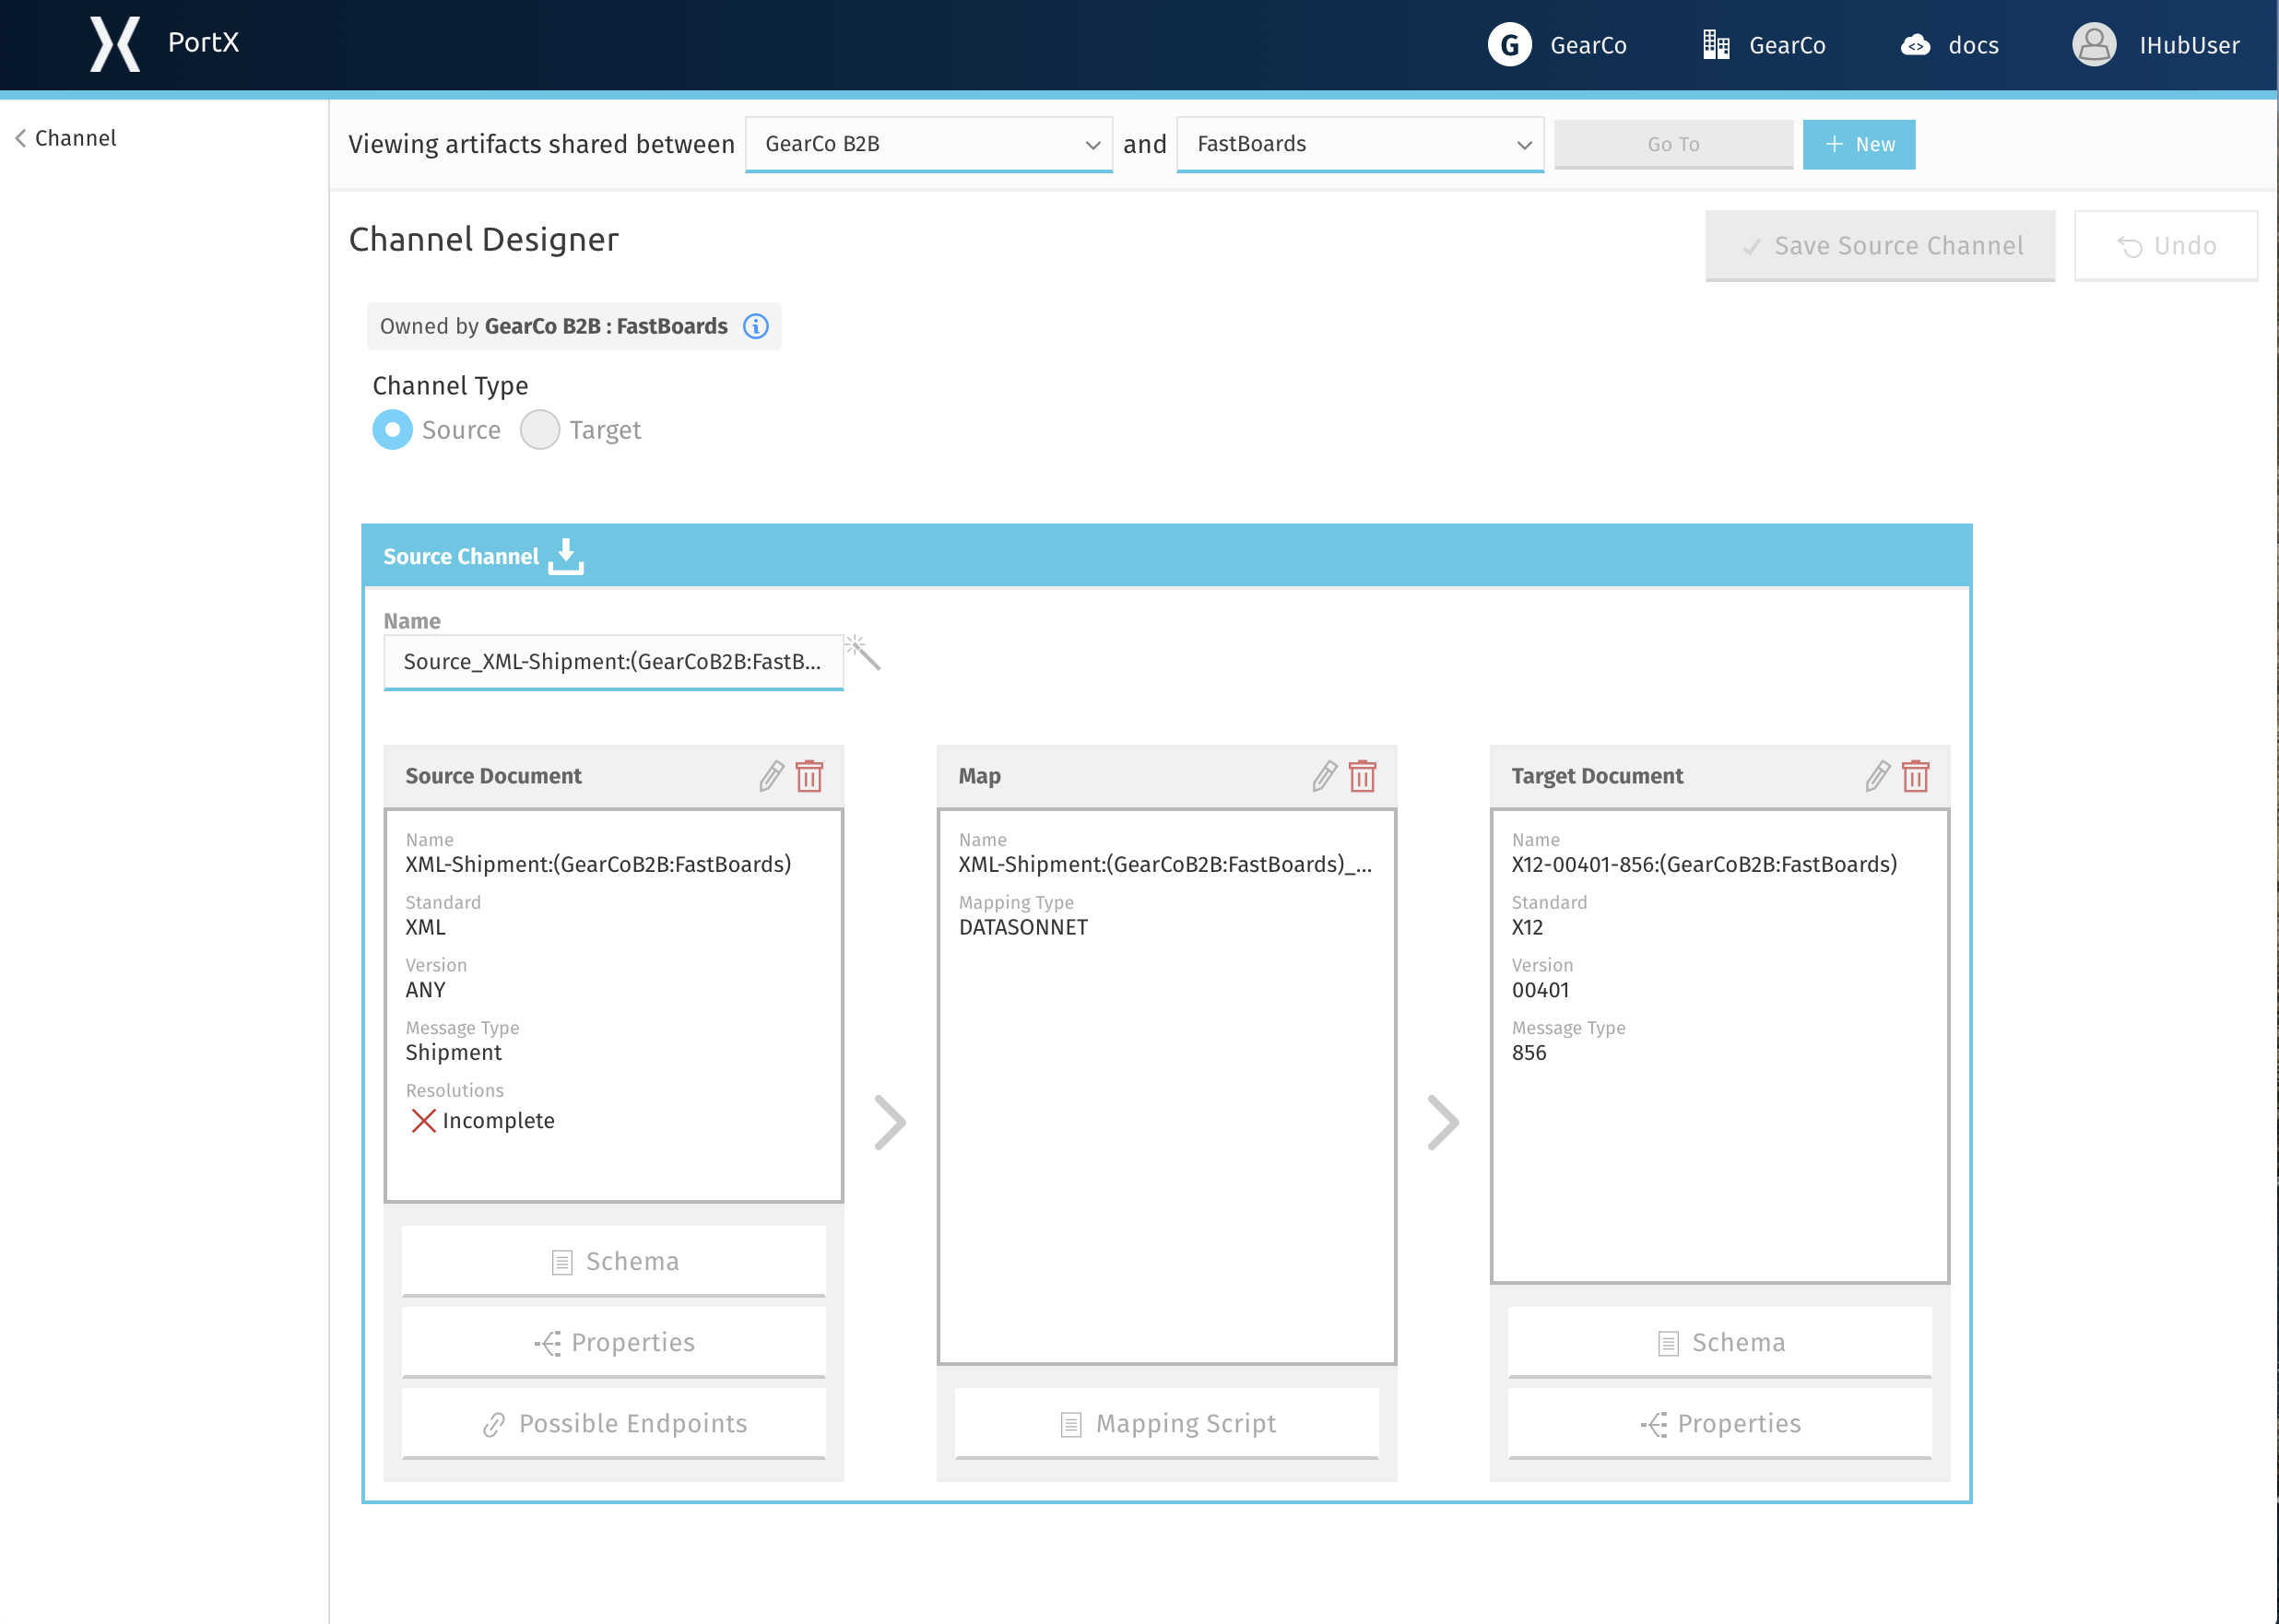 PortX
G GearCo
GearCo
docs
IHubUser
Channel
Viewing artifacts shared between GearCo B2B and FastBoards Go To + New
Channel Designer
Save Source Channel
Undo
Owned by GearCo B2B : FastBoards
Channel Type
Source Target
Source Channel
Name
Source_XML-Shipment:(GearCoB2B:FastB...
Source Document
Name
XML-Shipment:(GearCoB2B:FastBoards)
Standard
XML
Version
ANY
Message Type
Shipment
Resolutions
Incomplete
Schema
Properties
Possible Endpoints
Map
Name
XML-Shipment:(GearCoB2B:FastBoards)_...
Mapping Type
DATASONNET
Mapping Script
Target Document
Name
X12-00401-856:(GearCoB2B:FastBoards)
Standard
X12
Version
00401
Message Type
856
Schema
Properties